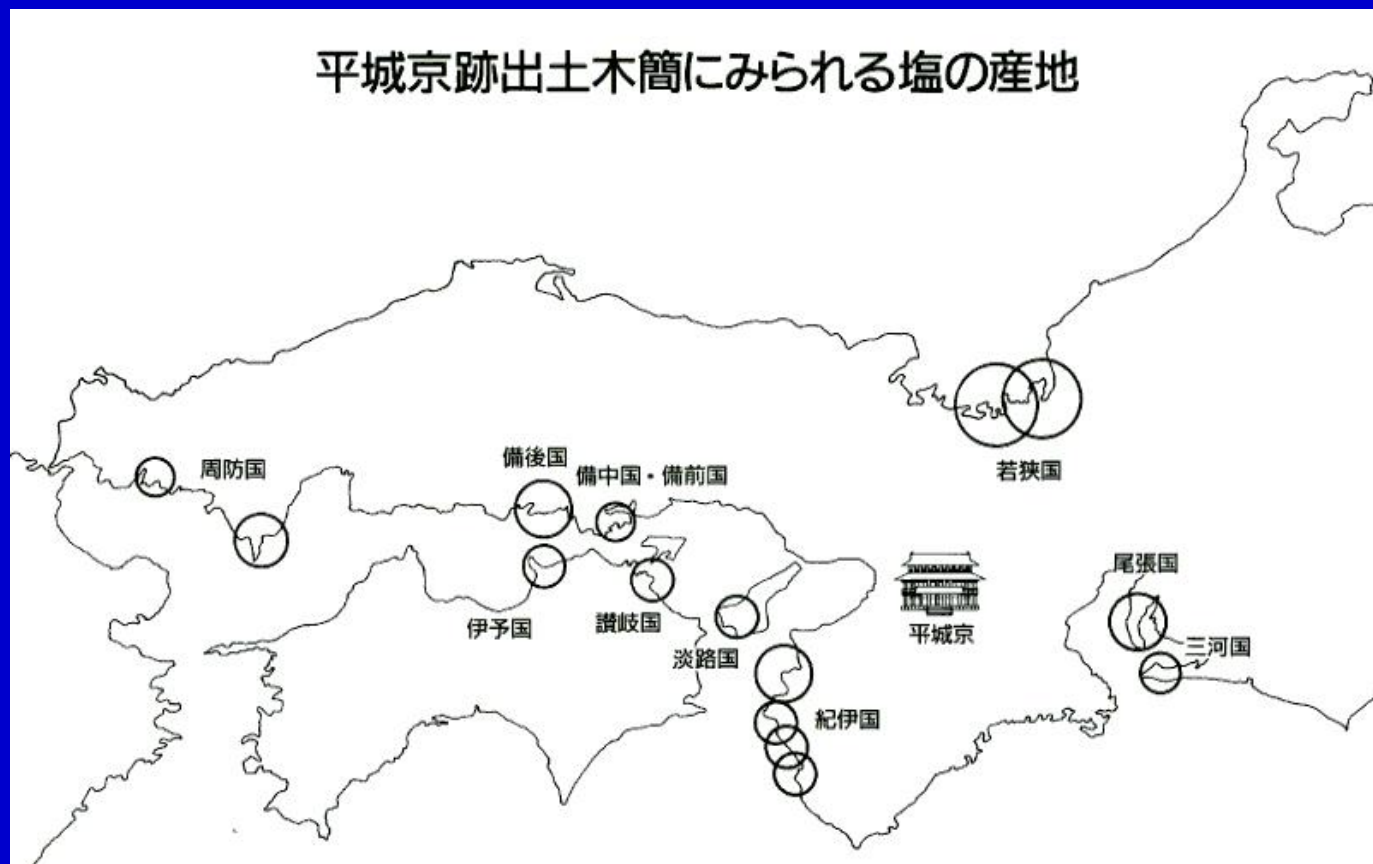 平城京跡出土木簡にみられる塩の産地
周防国
備後国
備中国・備前国
若狭国
伊予国
讃岐国
淡路国
平城京
尾張国
三河国
紀伊国